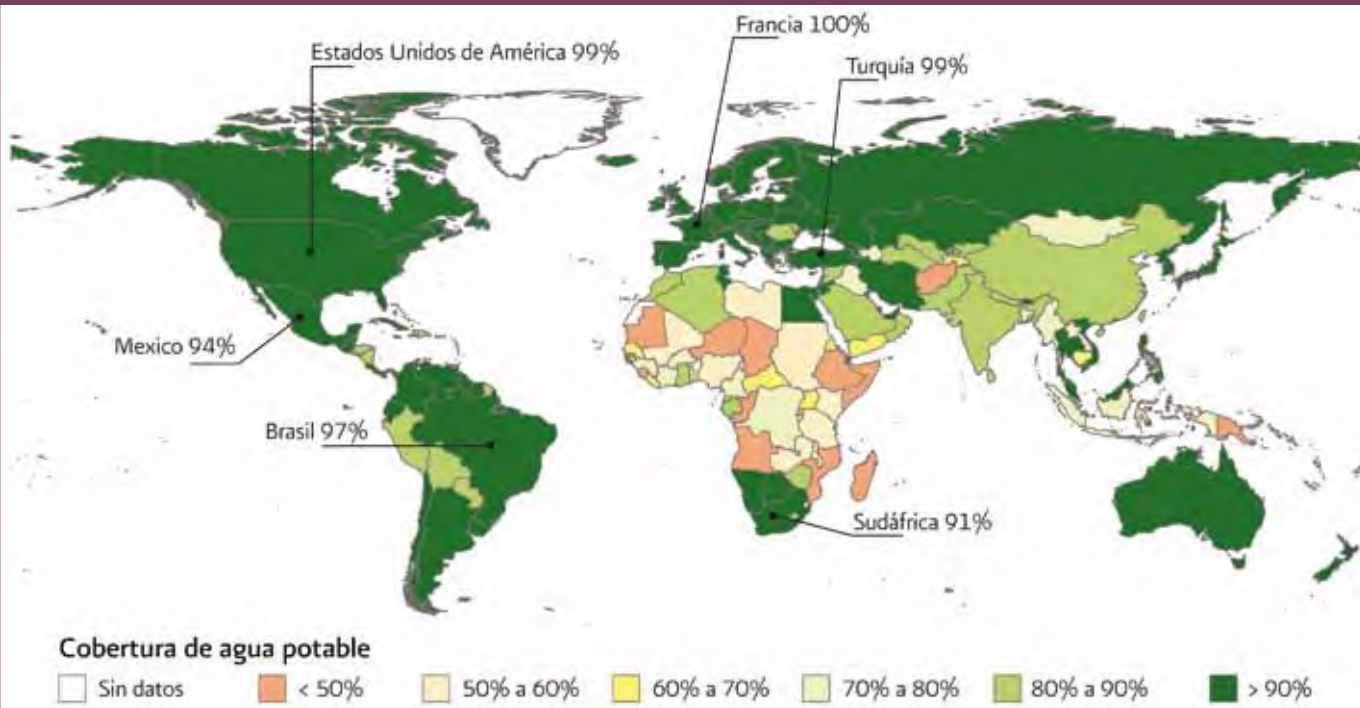 Francia 100%
Estados Unidos de América 99%
Turquía 99%
Mexico 94%
Brasil 97%
Sudáfrica 91%
Cobertura de agua potable
Sin datos
< 50%
50% a 60%
60% a 70%
70% a 80%
80% a 90%
> 90%